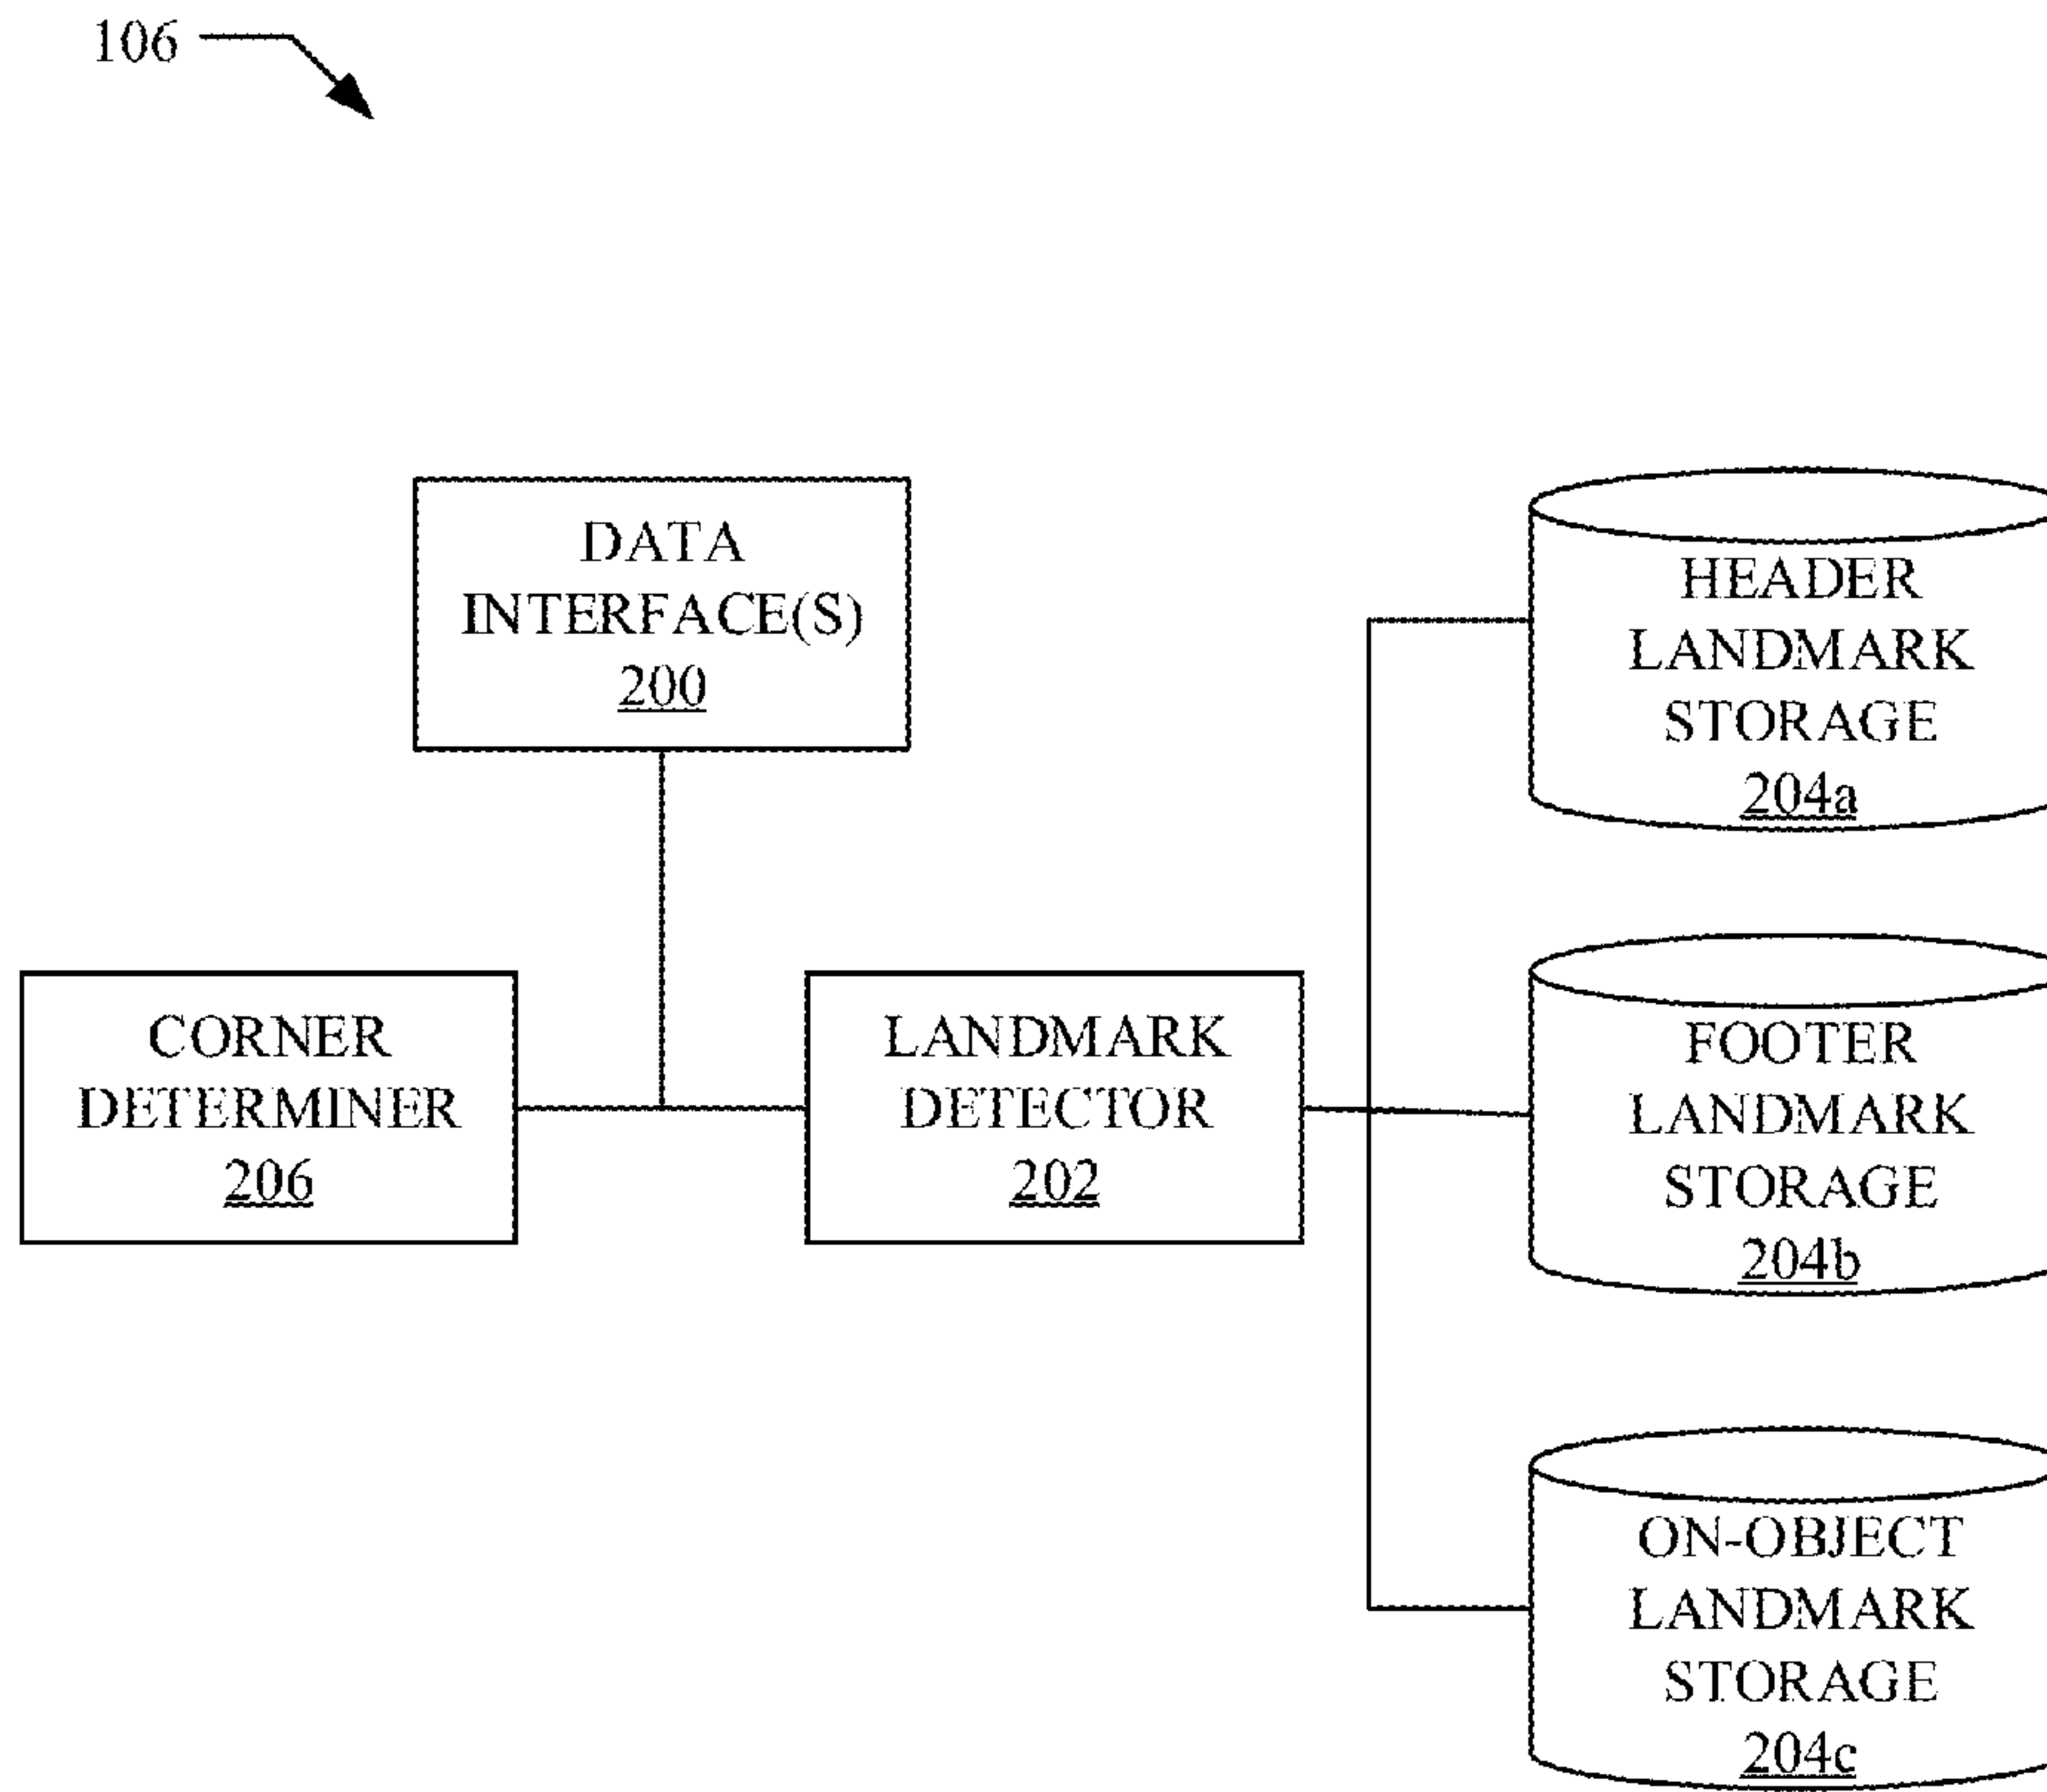 106
DATA
INTERFACE(S)
200
HEADER
LANDMARK
STORAGE
204a
CORNER
DETERMINER
206
LANDMARK
DETECTOR
202
FOOTER
LANDMARK
STORAGE
204b
ON-OBJECT
LANDMARK
STORAGE
204c